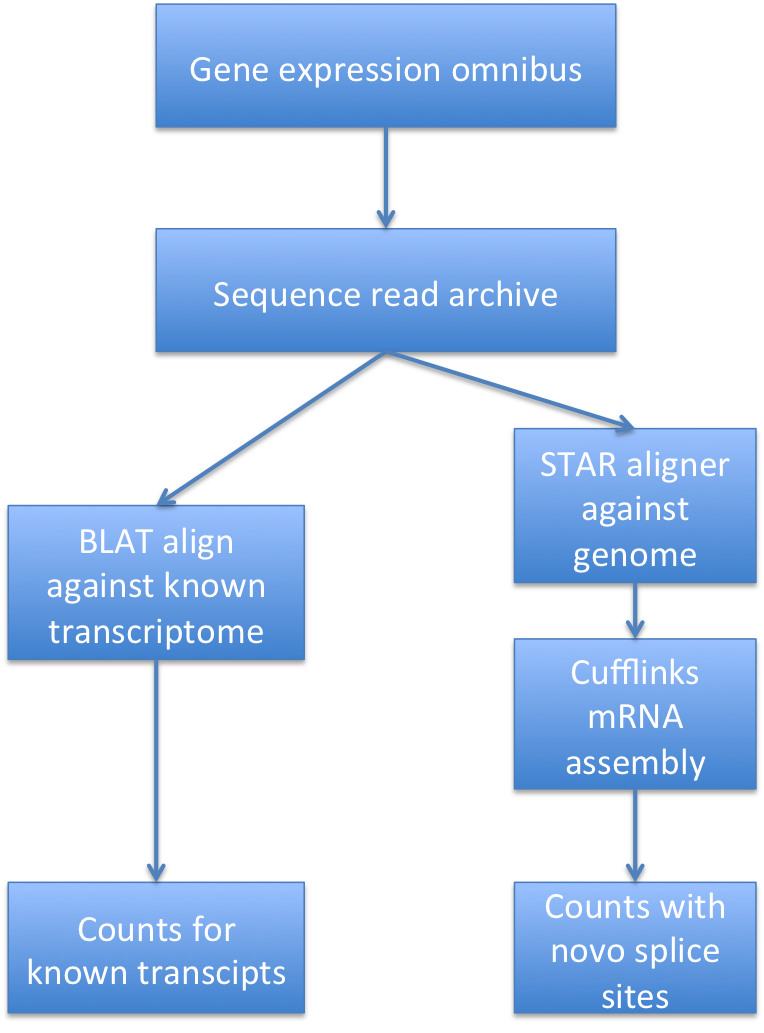 Gene expression omnibus
Sequence read archive
STAR aligner
against
genome
BLAT align
against known
transcriptome
Cufflinks
mRNA
assembly
Counts for
known transcipts
Counts with
novo splice
sites